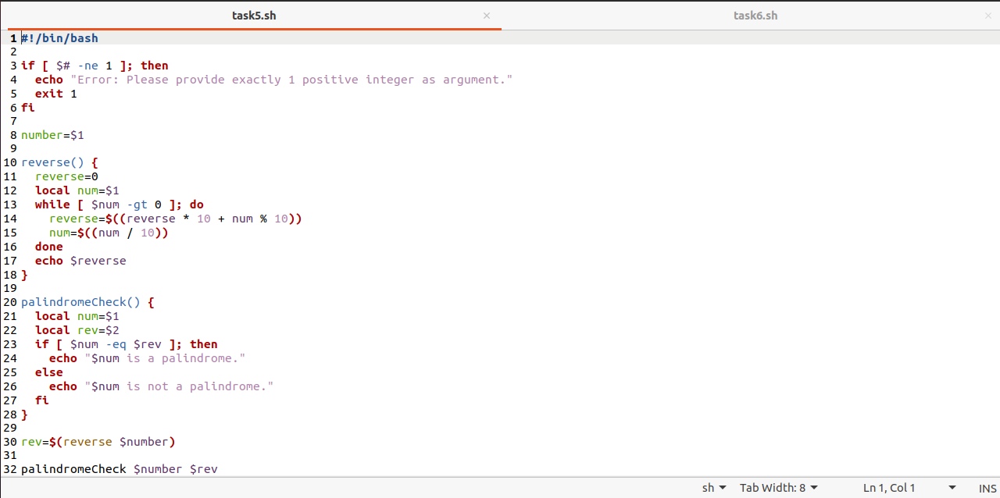 task5.sh × task6.sh ×
1 #!/bin/bash
2
3 if [ $# -ne 1 ]; then
4   echo "Error: Please provide exactly 1 positive integer as argument."
5   exit 1
6 fi
7
8 number=$1
9
10 reverse() {
11   reverse=0
12   local num=$1
13   while [ $num -gt 0 ]; do
14     reverse=$((reverse * 10 + num % 10))
15     num=$((num / 10))
16   done
17   echo $reverse
18 }
19
20 palindromeCheck() {
21   local num=$1
22   local rev=$2
23   if [ $num -eq $rev ]; then
24     echo "$num is a palindrome."
25   else
26     echo "$num is not a palindrome."
27   fi
28 }
29
30 rev=$(reverse $number)
31
32 palindromeCheck $number $rev
sh Tab Width: 8 Ln 1, Col 1 INS